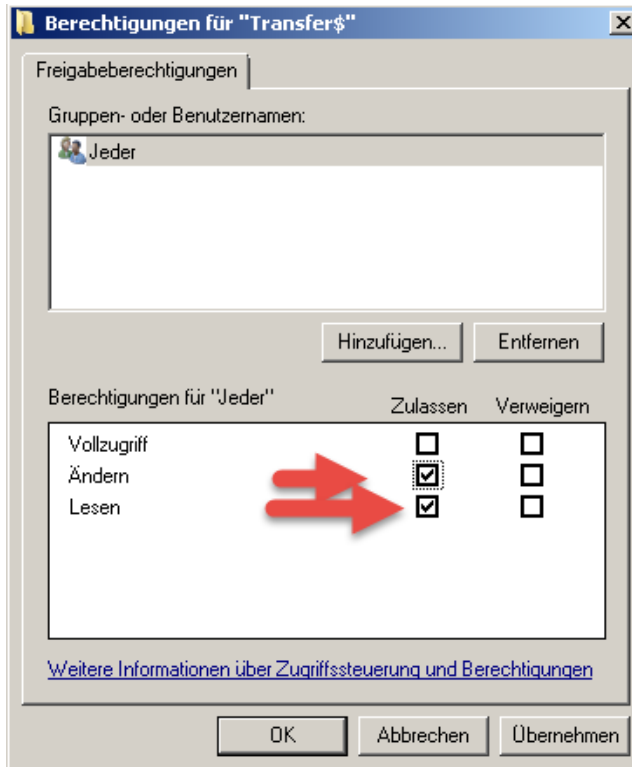 Berechtigungen für "Transfer$"
Freigabeberechtigungen
Gruppen- oder Benutzernamen:
Jeder
Hinzufügen... Entfernen
Berechtigungen für "Jeder" Zulassen Verweigern
Vollzugriff
Ändern
Lesen
Weitere Informationen über Zugriffssteuerung und Berechtigungen
OK Abbrechen Übernehmen